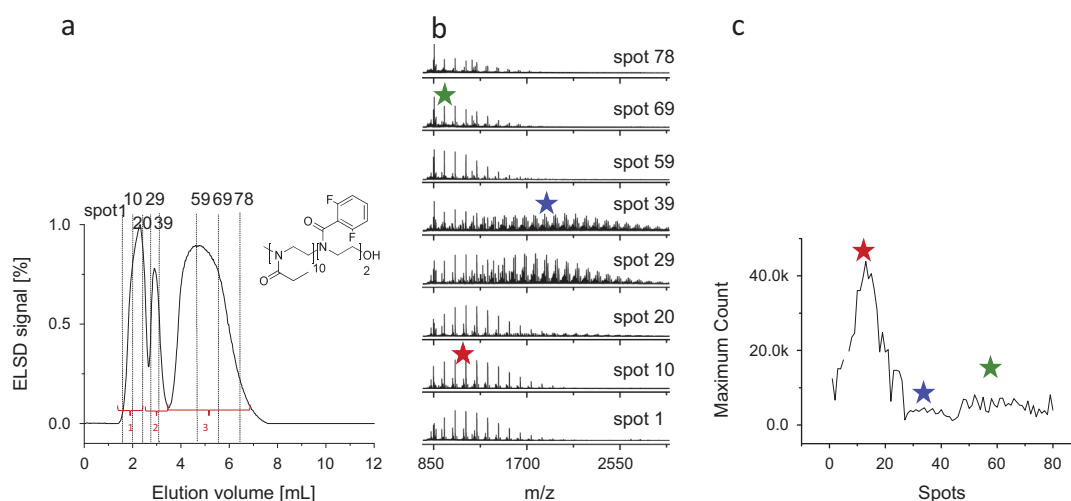 a
b
c
spot1
10
29
20
39
59
69
78
1.0
0.5
0.0
ELSD signal [%]
0
2
4
6
8
10
12
Elution volume [mL]
1
2
3
F
O
F
N
N
10
2
OH
O
spot 78
spot 69
spot 59
spot 39
spot 29
spot 20
spot 10
spot 1
850
1700
2550
m/z
40.0k
20.0k
0.0
Maximum Count
0
20
40
60
80
Spots